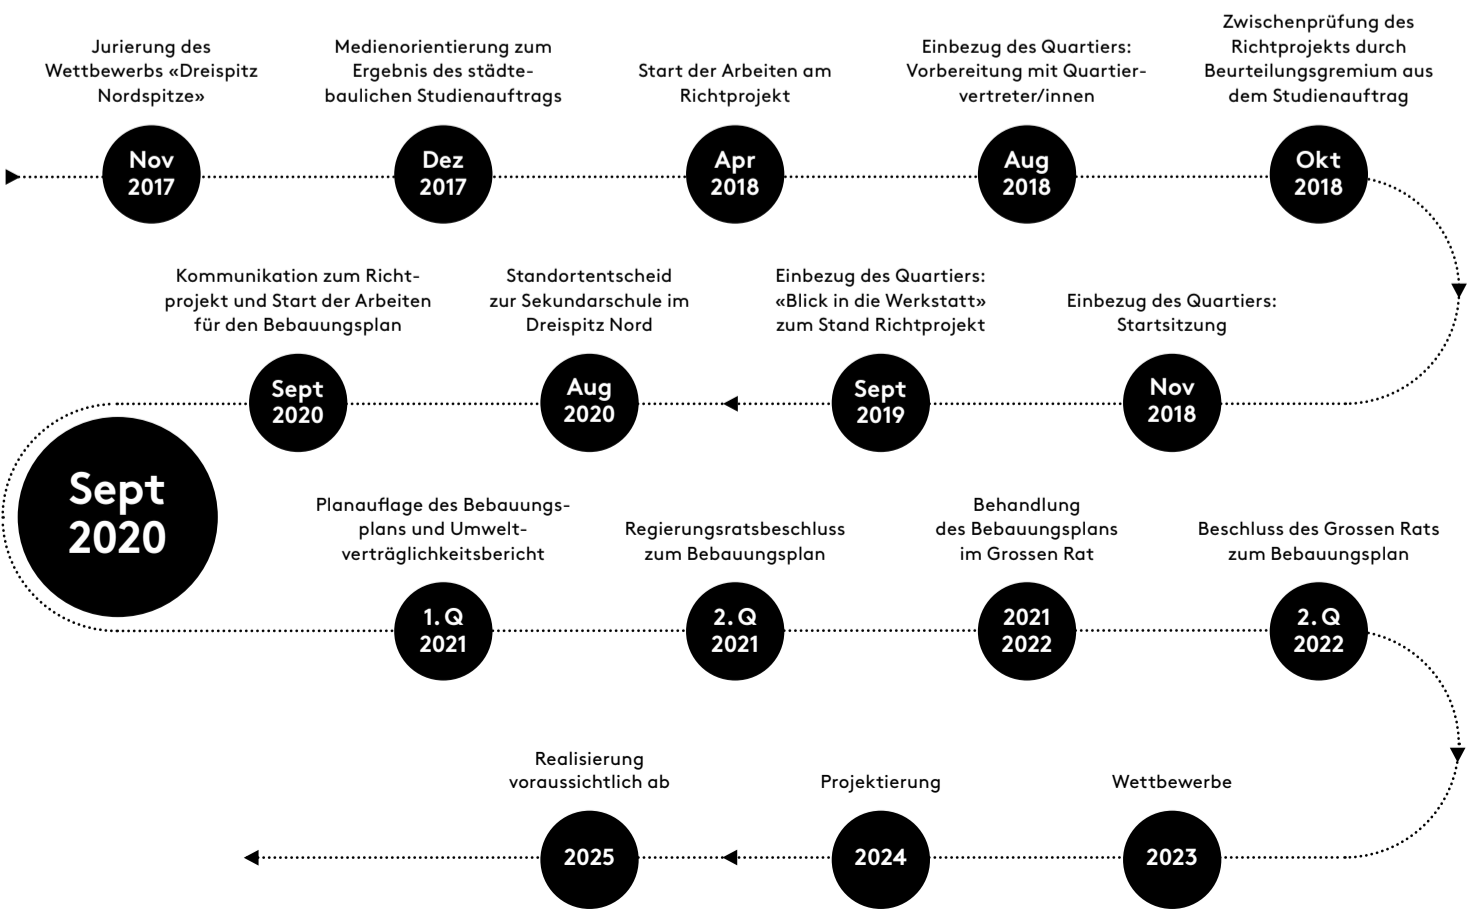 Jurierung des
Wettbewerbs «Dreispitz
Nordspitze»
Nov
2017
Medienorientierung zum
Ergebnis des städte-
baulichen Studienauftrags
Dez
2017
Start der Arbeiten am
Richtprojekt
Apr
2018
Einbezug des Quartiers:
Vorbereitung mit Quartier-
vertreter/innen
Aug
2018
Zwischenprüfung des
Richtprojekts durch
Beurteilungsgremium aus
dem Studienauftrag
Okt
2018
Einbezug des Quartiers:
Startsitzung
Nov
2018
Einbezug des Quartiers:
«Blick in die Werkstatt»
zum Stand Richtprojekt
Sept
2019
Standortentscheid
zur Sekundarschule im
Dreispitz Nord
Aug
2020
Kommunikation zum Richt-
projekt und Start der Arbeiten
für den Bebauungsplan
Sept
2020
Sept
2020
Planauflage des Bebauungs-
plans und Umwelt-
verträglichkeitsbericht
1. Q
2021
Regierungsratsbeschluss
zum Bebauungsplan
2. Q
2021
Behandlung
des Bebauungsplans
im Grossen Rat
2021
2022
Beschluss des Grossen Rats
zum Bebauungsplan
2. Q
2022
Wettbewerbe
2023
Projektierung
2024
Realisierung
voraussichtlich ab
2025